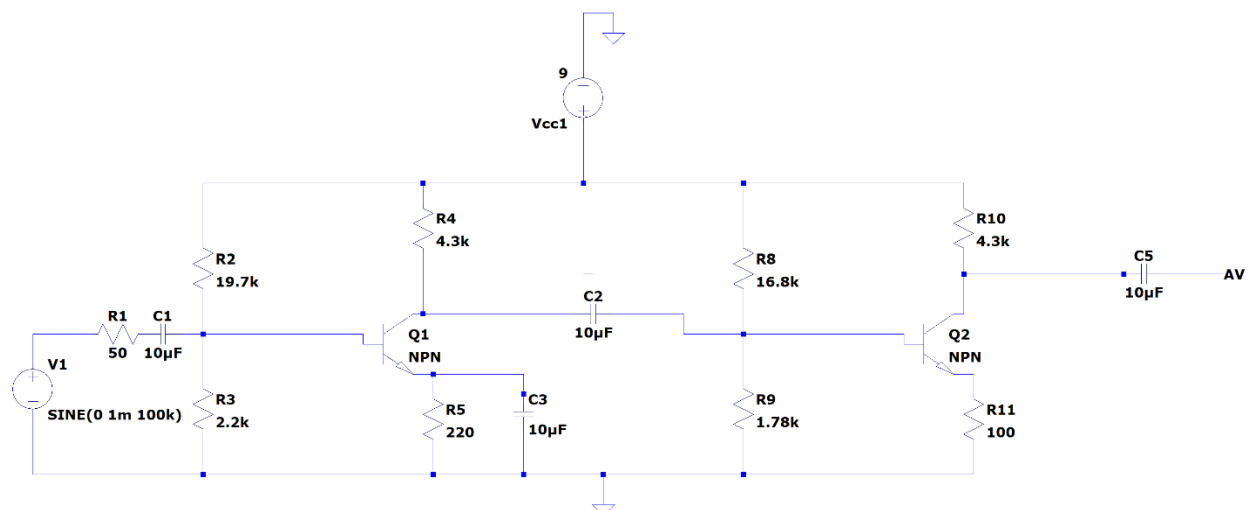 9
Vcc1
R4
4.3k
R10
4.3k
R2
19.7k
R8
16.8k
C5
10µF
AV
C2
10µF
R1
50
C1
10µF
Q1
NPN
Q2
NPN
V1
SINE(0 1m 100k)
R3
2.2k
R5
220
C3
10µF
R9
1.78k
R11
100